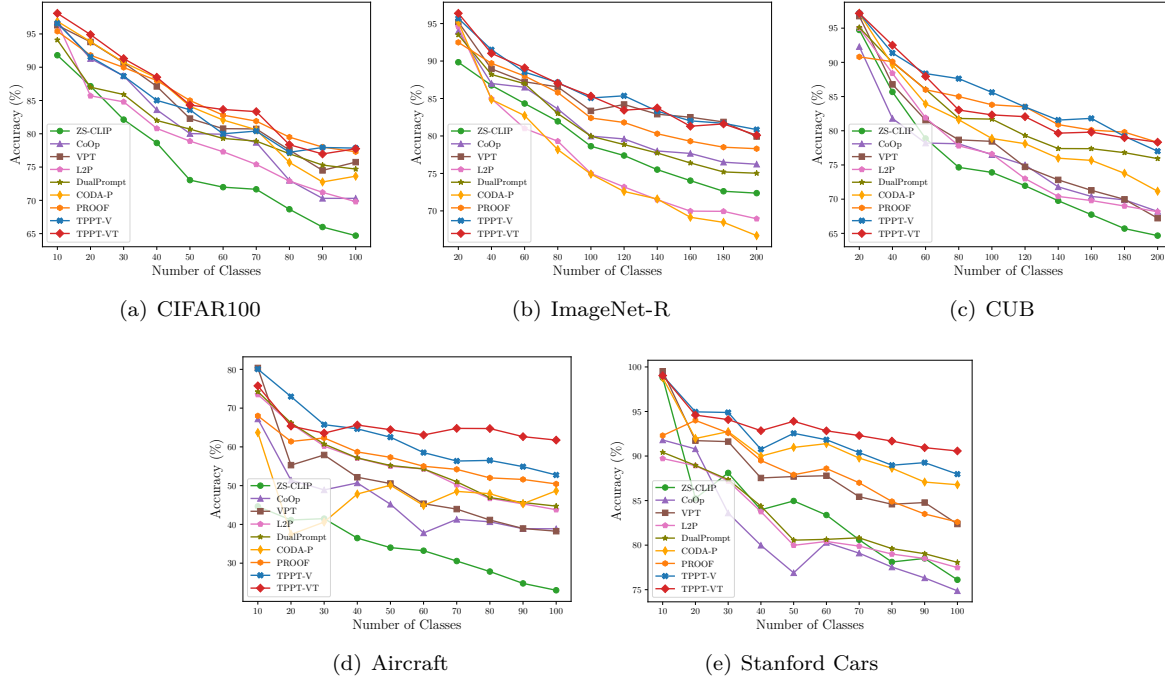 95
90
85
80
75
70
65
Accuracy (%)
ZS-CLIP
CoOp
VPT
L2P
DualPrompt
CODA-P
PROOF
TPPT-V
TPPT-VT
10 20 30 40 50 60 70 80 90 100
Number of Classes
(a) CIFAR100
95
90
85
80
75
70
Accuracy (%)
ZS-CLIP
CoOp
VPT
L2P
DualPrompt
CODA-P
PROOF
TPPT-V
TPPT-VT
20 40 60 80 100 120 140 160 180 200
Number of Classes
(b) ImageNet-R
95
90
85
80
75
70
65
Accuracy (%)
ZS-CLIP
CoOp
VPT
L2P
DualPrompt
CODA-P
PROOF
TPPT-V
TPPT-VT
20 40 60 80 100 120 140 160 180 200
Number of Classes
(c) CUB
80
70
60
50
40
30
Accuracy (%)
ZS-CLIP
CoOp
VPT
L2P
DualPrompt
CODA-P
PROOF
TPPT-V
TPPT-VT
10 20 30 40 50 60 70 80 90 100
Number of Classes
(d) Aircraft
100
95
90
85
80
75
Accuracy (%)
ZS-CLIP
CoOp
VPT
L2P
DualPrompt
CODA-P
PROOF
TPPT-V
TPPT-VT
10 20 30 40 50 60 70 80 90 100
Number of Classes
(e) Stanford Cars